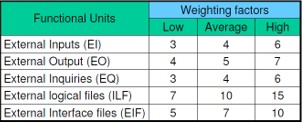 Functional Units Weighting factors
Low Average High
External Inputs (EI) 3 4 6
External Output (EO) 4 5 7
External Inquiries (EQ) 3 4 6
External logical files (ILF) 7 10 15
External Interface files (EIF) 5 7 10